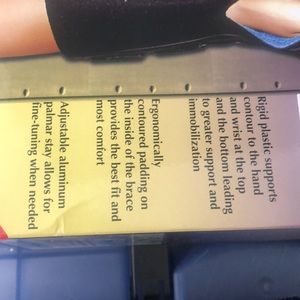 Rigid plastic supports
contour to the hand
and wrist at the top
and the bottom leading
to greater support and
immobilization
Ergonomically
contoured padding on
the inside of the brace
provides the best fit and
most comfort
Adjustable aluminum
palmar stay allows for
fine-tuning when needed